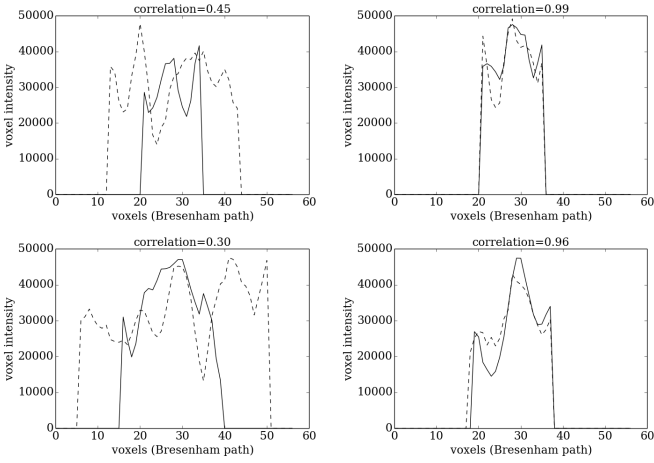 correlation=0.45
50000
40000
30000
20000
10000
0
voxel intensity
0 10 20 30 40 50 60
voxels (Bresenham path)
correlation=0.99
50000
40000
30000
20000
10000
0
voxel intensity
0 10 20 30 40 50 60
voxels (Bresenham path)
correlation=0.30
50000
40000
30000
20000
10000
0
voxel intensity
0 10 20 30 40 50 60
voxels (Bresenham path)
correlation=0.96
50000
40000
30000
20000
10000
0
voxel intensity
0 10 20 30 40 50 60
voxels (Bresenham path)